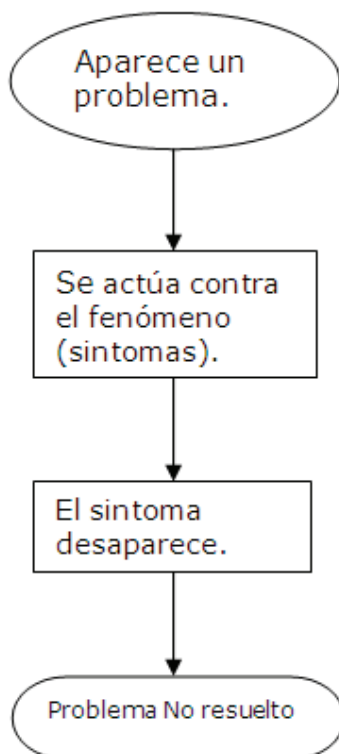 Aparece un
problema.
Se actúa contra
el fenómeno
(sintomas).
El sintoma
desaparece.
Problema No resuelto